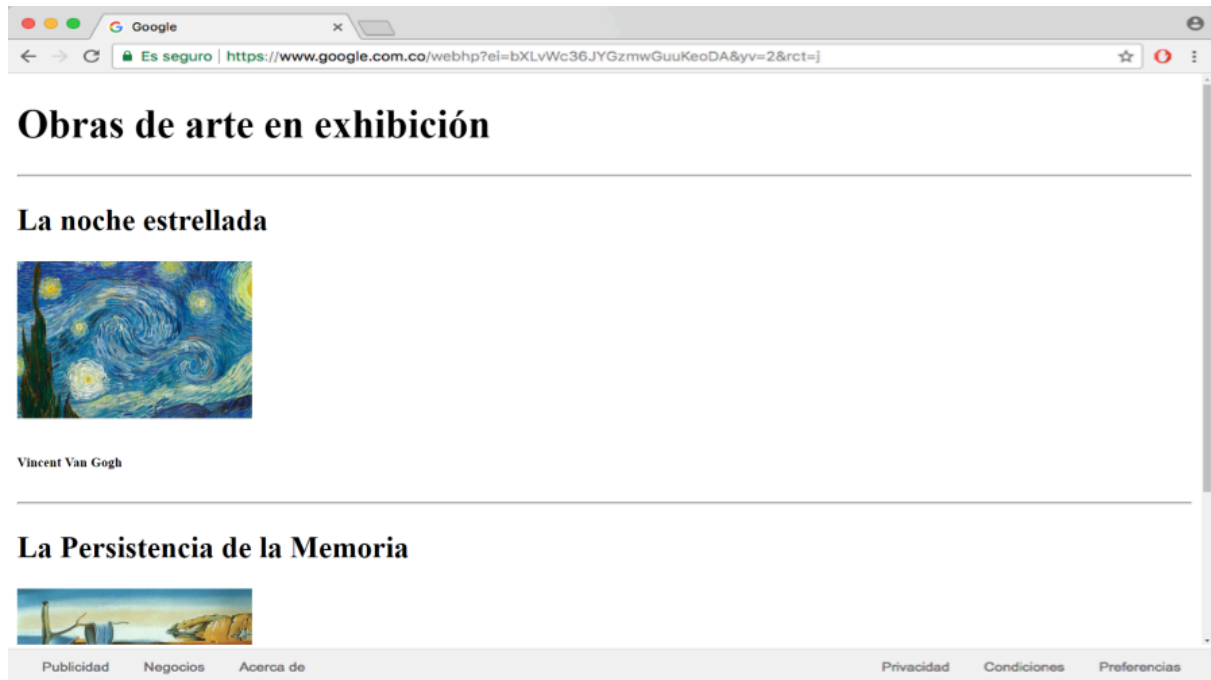 Google
Es seguro https://www.google.com.co/webhp?ei=bXLvWc36JYGzmwGuuKeoDA&yv=2&rct=j
Obras de arte en exhibición
La noche estrellada
Vincent Van Gogh
La Persistencia de la Memoria
Publicidad Negocios Acerca de Privacidad Condiciones Preferencias